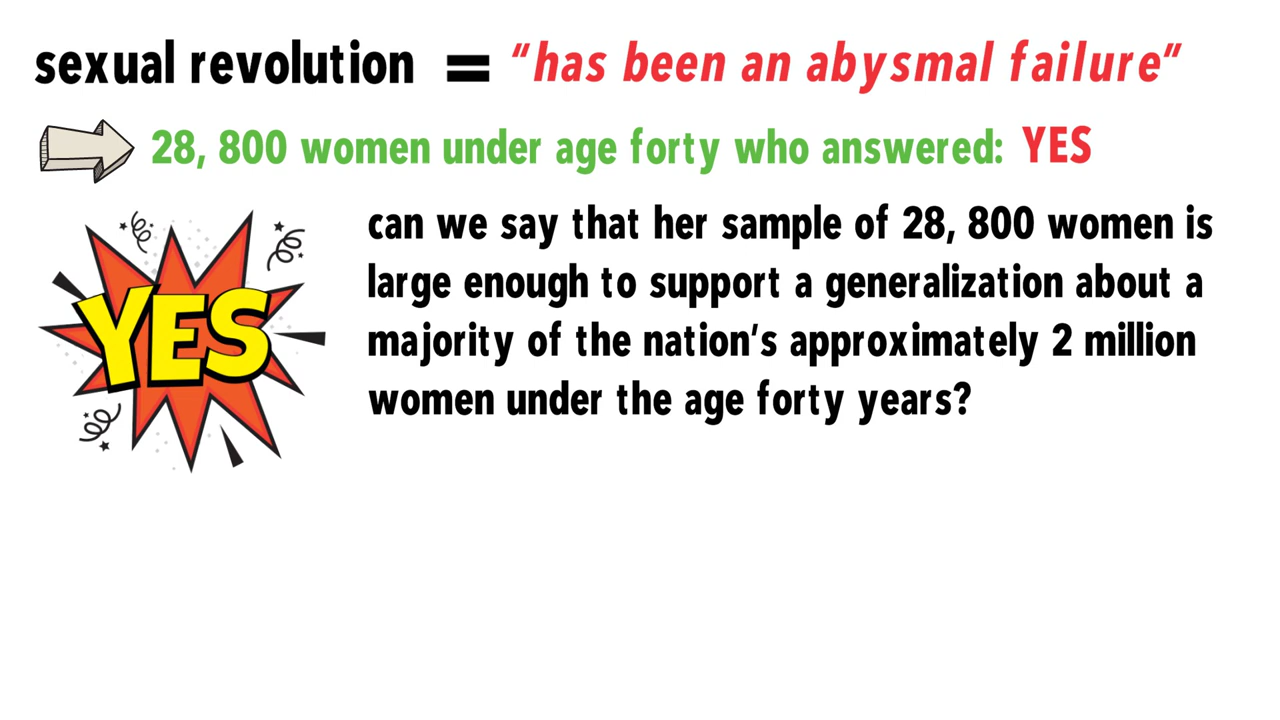 sexual revolution = "has been an abysmal failure"
28, 800 women under age forty who answered: YES
YES
can we say that her sample of 28, 800 women is
large enough to support a generalization about a
majority of the nation's approximately 2 million
women under the age forty years?